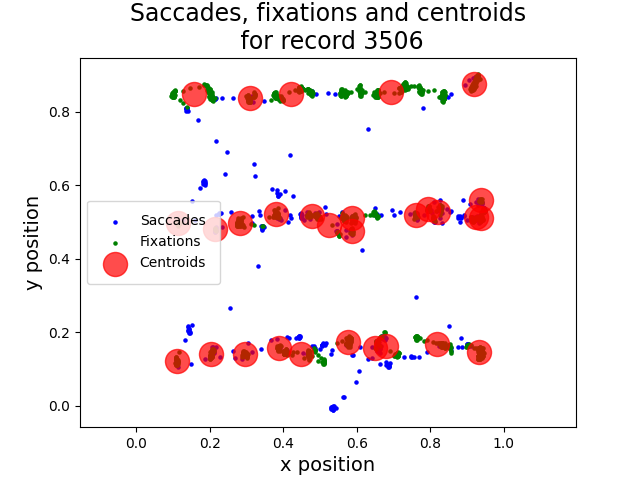 Saccades, fixations and centroids
for record 3506
y position
0.8
0.6
0.4
0.2
0.0
Saccades
Fixations
Centroids
0.0 0.2 0.4 0.6 0.8 1.0
x position